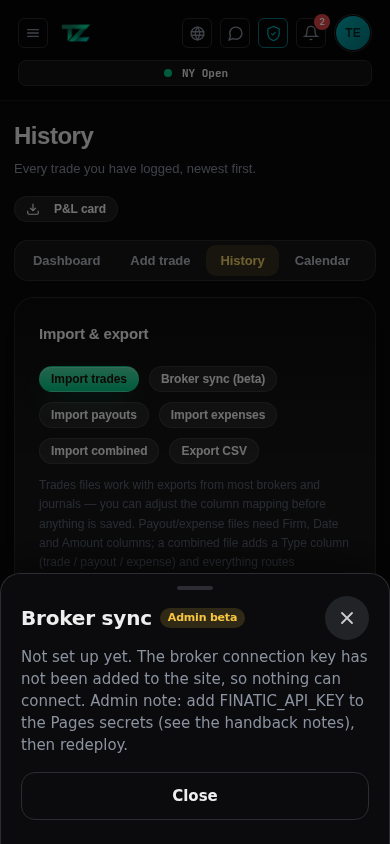 TZ
2
TE
NY Open
History
Every trade you have logged, newest first.
P&L card
Dashboard Add trade History Calendar
Import & export
Import trades Broker sync (beta)
Import payouts Import expenses
Import combined Export CSV
Trades files work with exports from most brokers and
journals — you can adjust the column mapping before
anything is saved. Payout/expense files need Firm, Date
and Amount columns; a combined file adds a Type column
(trade / payout / expense) and everything routes
Broker sync Admin beta
Not set up yet. The broker connection key has
not been added to the site, so nothing can
connect. Admin note: add FINATIC_API_KEY to
the Pages secrets (see the handback notes),
then redeploy.
Close